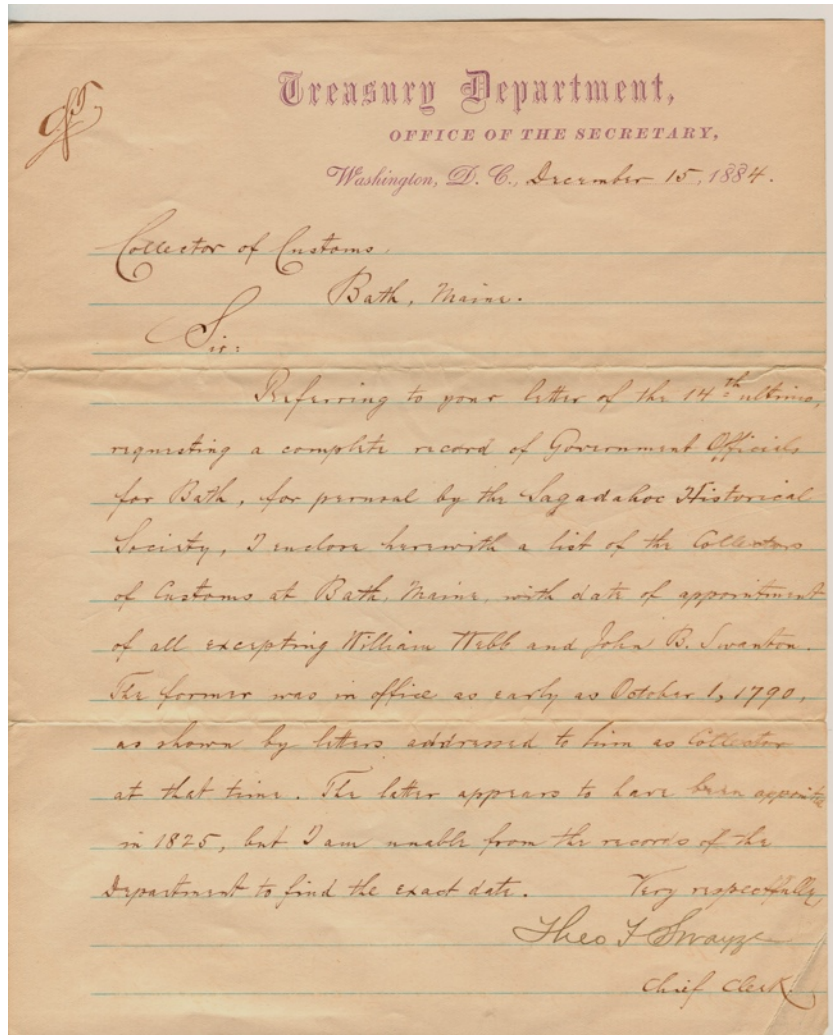 Treasury Department,
OFFICE OF THE SECRETARY,
Washington, D. C., December 15, 1884.
Collector of Customs,
Bath, Maine.
Sir:
Referring to your letter of the 14th ultimo,
requesting a complete record of Government Officials
for Bath, for perusal by the Sagadahoc Historical
Society, I enclose herewith a list of the Collectors
of Customs at Bath, Maine, with date of appointment
of all excepting William Webb and John B. Swanton.
The former was in office as early as October 1, 1790,
as shown by letters addressed to him as Collector
at that time. The latter appears to have been appointe
in 1825, but I am unable from the records of the
Department to find the exact date. Very respectfully
Theo F Swayze
Chief Clerk.